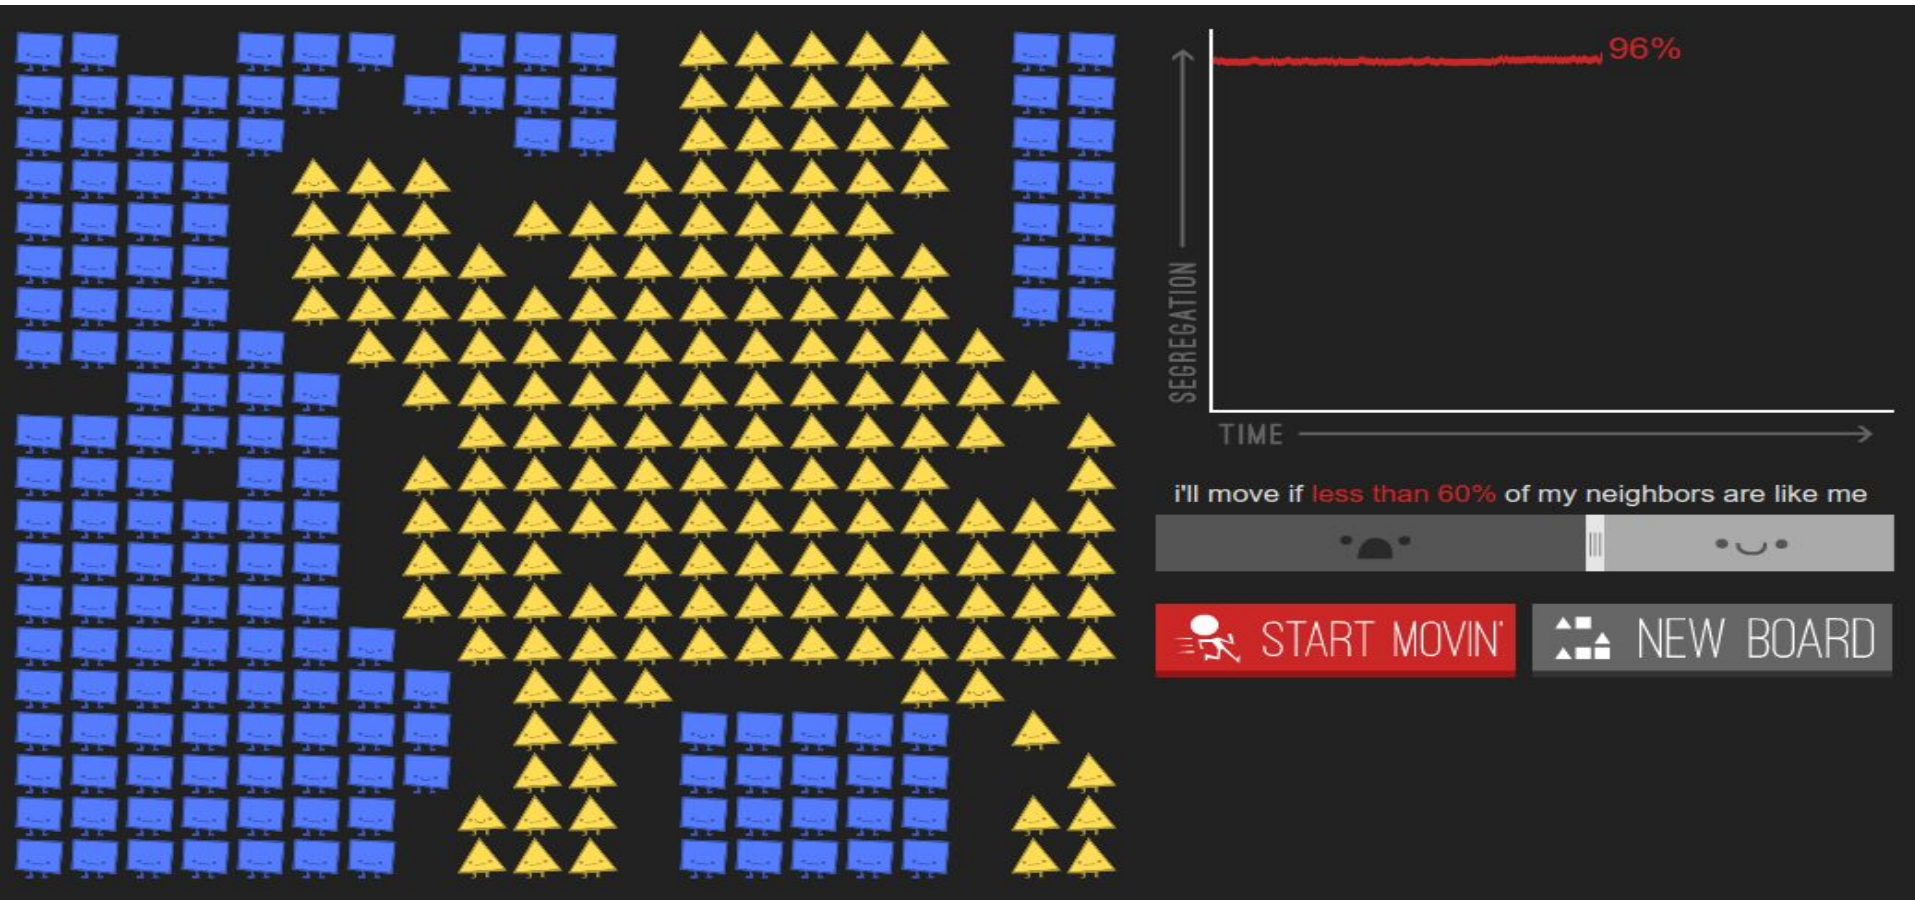 96%
SEGREGATION
TIME
i'll move if less than 60% of my neighbors are like me
START MOVIN'
NEW BOARD